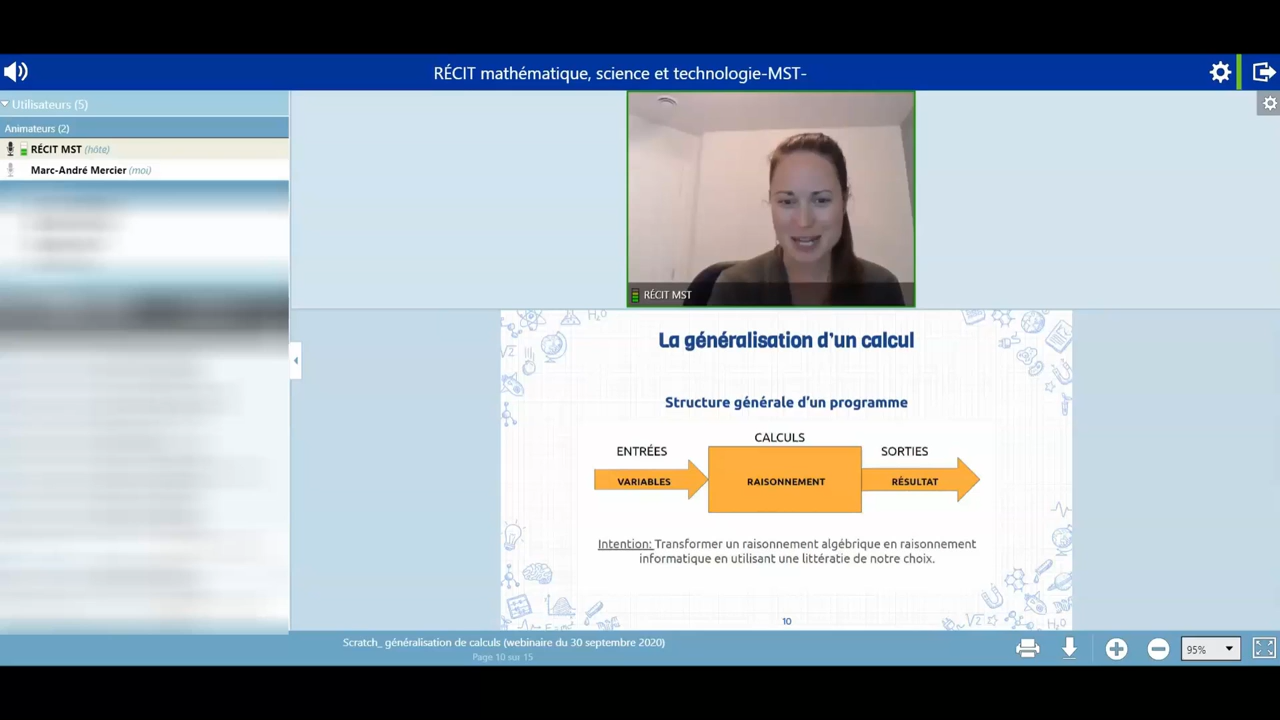 RÉCIT mathématique, science et technologie-MST-
Utilisateurs (5)
Animateurs (2)
RÉCIT MST (hôte)
Marc-André Mercier (moi)
RÉCIT MST
La généralisation d'un calcul
Structure générale d'un programme
ENTRÉES
CALCULS
SORTIES
VARIABLES
RAISONNEMENT
RÉSULTAT
Intention: Transformer un raisonnement algébrique en raisonnement
informatique en utilisant une littératie de notre choix.
10
Scratch_ généralisation de calculs (webinaire du 30 septembre 2020)
Page 10 sur 15
95%
H₂O
√2
H₂O